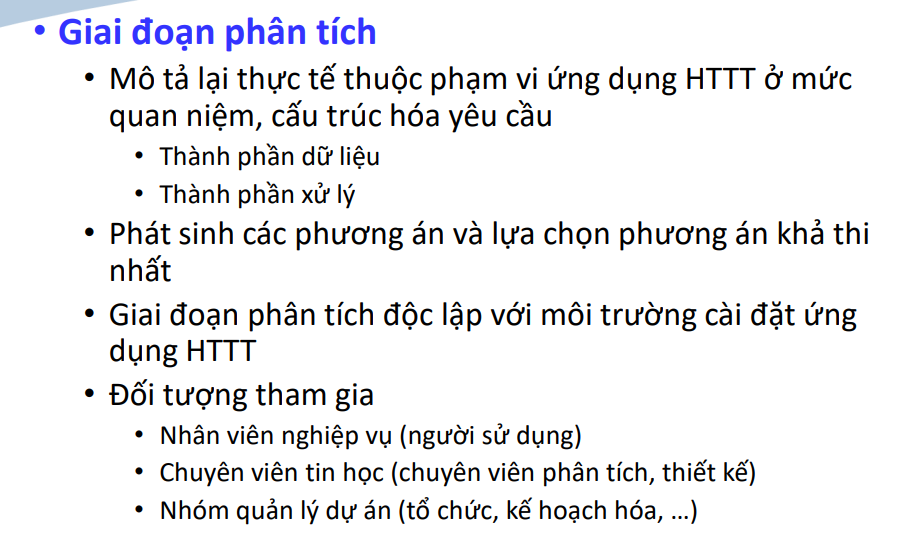 • Giai đoạn phân tích
• Mô tả lại thực tế thuộc phạm vi ứng dụng HTTT ở mức
quan niệm, cấu trúc hóa yêu cầu
• Thành phần dữ liệu
• Thành phần xử lý
• Phát sinh các phương án và lựa chọn phương án khả thi
nhất
• Giai đoạn phân tích độc lập với môi trường cài đặt ứng
dụng HTTT
• Đối tượng tham gia
• Nhân viên nghiệp vụ (người sử dụng)
• Chuyên viên tin học (chuyên viên phân tích, thiết kế)
• Nhóm quản lý dự án (tổ chức, kế hoạch hóa, …)